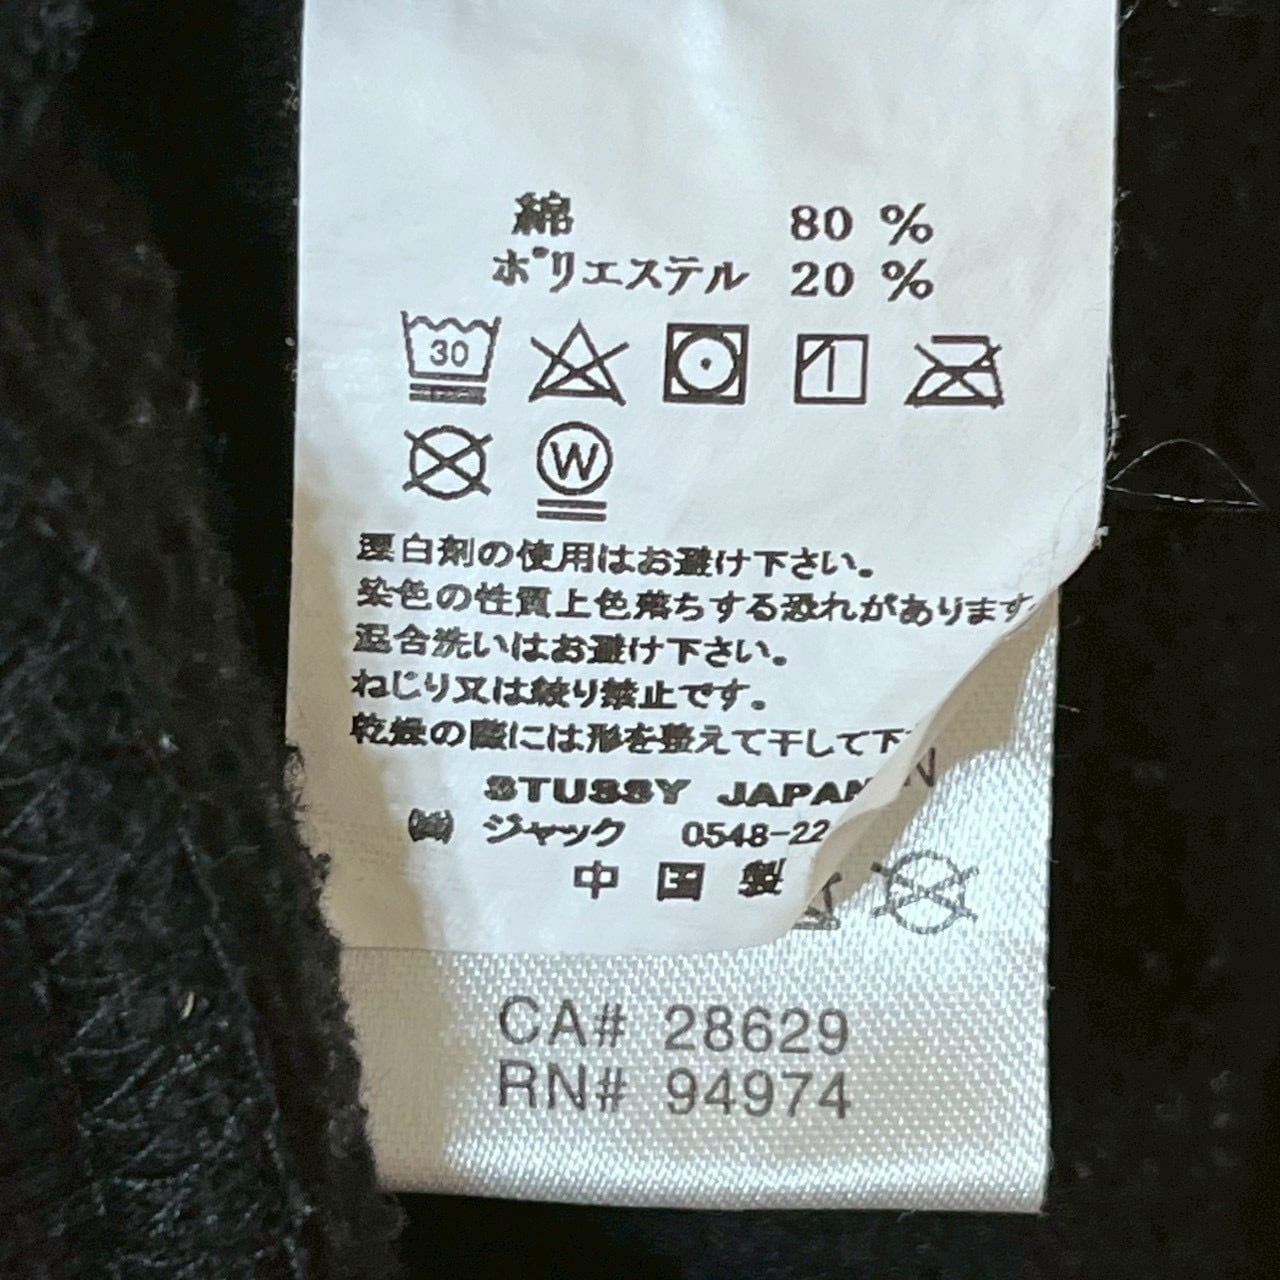 綿 80 %
ポリエステル 20 %
30
W
漂白剤の使用はお避け下さい。
染色の性質上色落ちする恐れがあります。
混合洗いはお避け下さい。
ねじり又は絞り禁止です。
乾燥の際には形を整えて干して下
STUSSY JAPAN
㈱ ジャック 0548-22
中国製
CA# 28629
RN# 94974